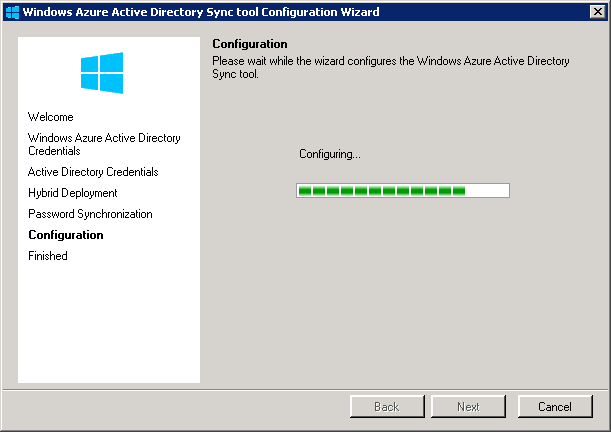 Windows Azure Active Directory Sync tool Configuration Wizard
Configuration
Please wait while the wizard configures the Windows Azure Active Directory
Sync tool.
Welcome
Windows Azure Active Directory
Credentials
Active Directory Credentials
Hybrid Deployment
Password Synchronization
Configuration
Finished
Configuring...
Back
Next
Cancel